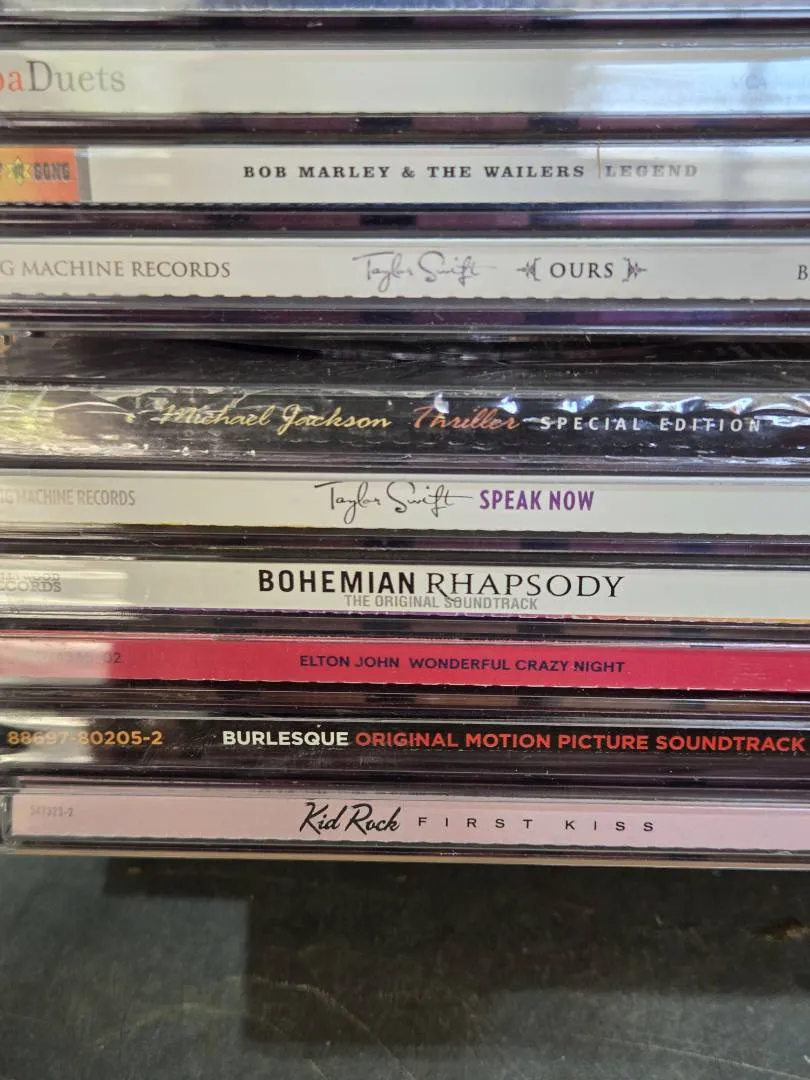 aDuets
GONG BOB MARLEY & THE WAILERS LEGEND
G MACHINE RECORDS Taylor Swift OURS B
Michael Jackson Thriller SPECIAL EDITION
MACHINE RECORDS Taylor Swift SPEAK NOW
BOHEMIAN RHAPSODY
THE ORIGINAL SOUNDTRACK
ELTON JOHN WONDERFUL CRAZY NIGHT
88697-80205-2 BURLESQUE ORIGINAL MOTION PICTURE SOUNDTRACK
Kid Rock FIRST KISS